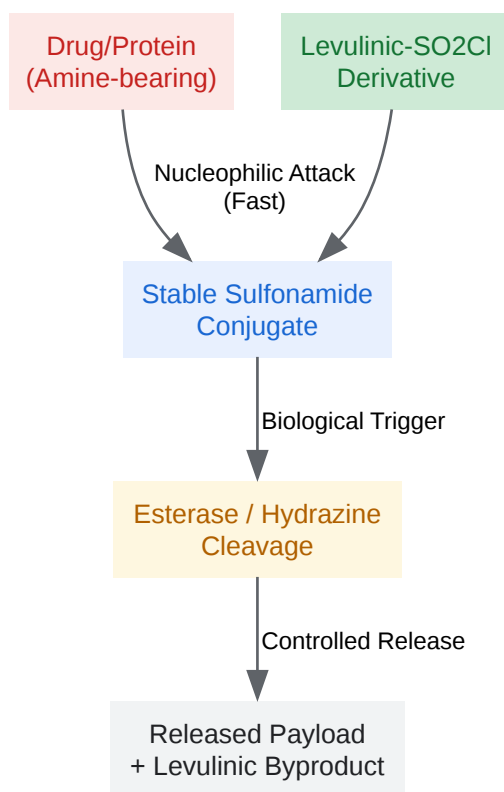 Drug/Protein
(Amine-bearing)
Levulinic-SO2Cl
Derivative
Nucleophilic Attack
(Fast)
Stable Sulfonamide
Conjugate
Biological Trigger
Esterase / Hydrazine
Cleavage
Controlled Release
Released Payload
+ Levulinic Byproduct